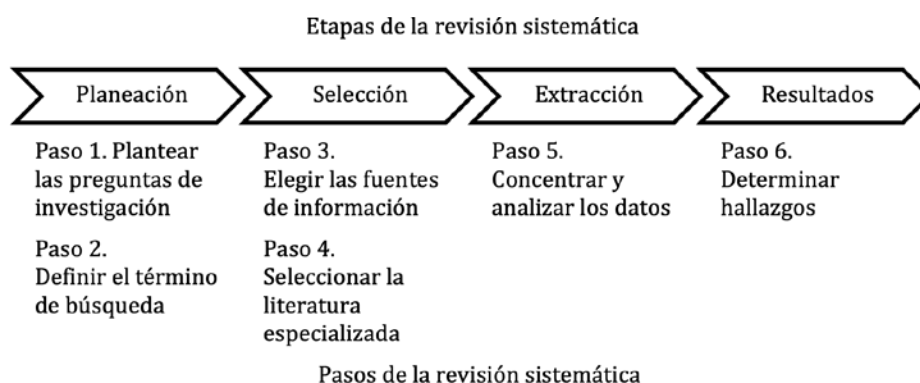 Etapas de la revisión sistemática
Planeación
Selección
Extracción
Resultados
Paso 1. Plantear
las preguntas de
investigación
Paso 2.
Definir el término
de búsqueda
Paso 3.
Elegir las fuentes
de información
Paso 4.
Seleccionar la
literatura
especializada
Paso 5.
Concentrar y
analizar los datos
Paso 6.
Determinar
hallazgos
Pasos de la revisión sistemática